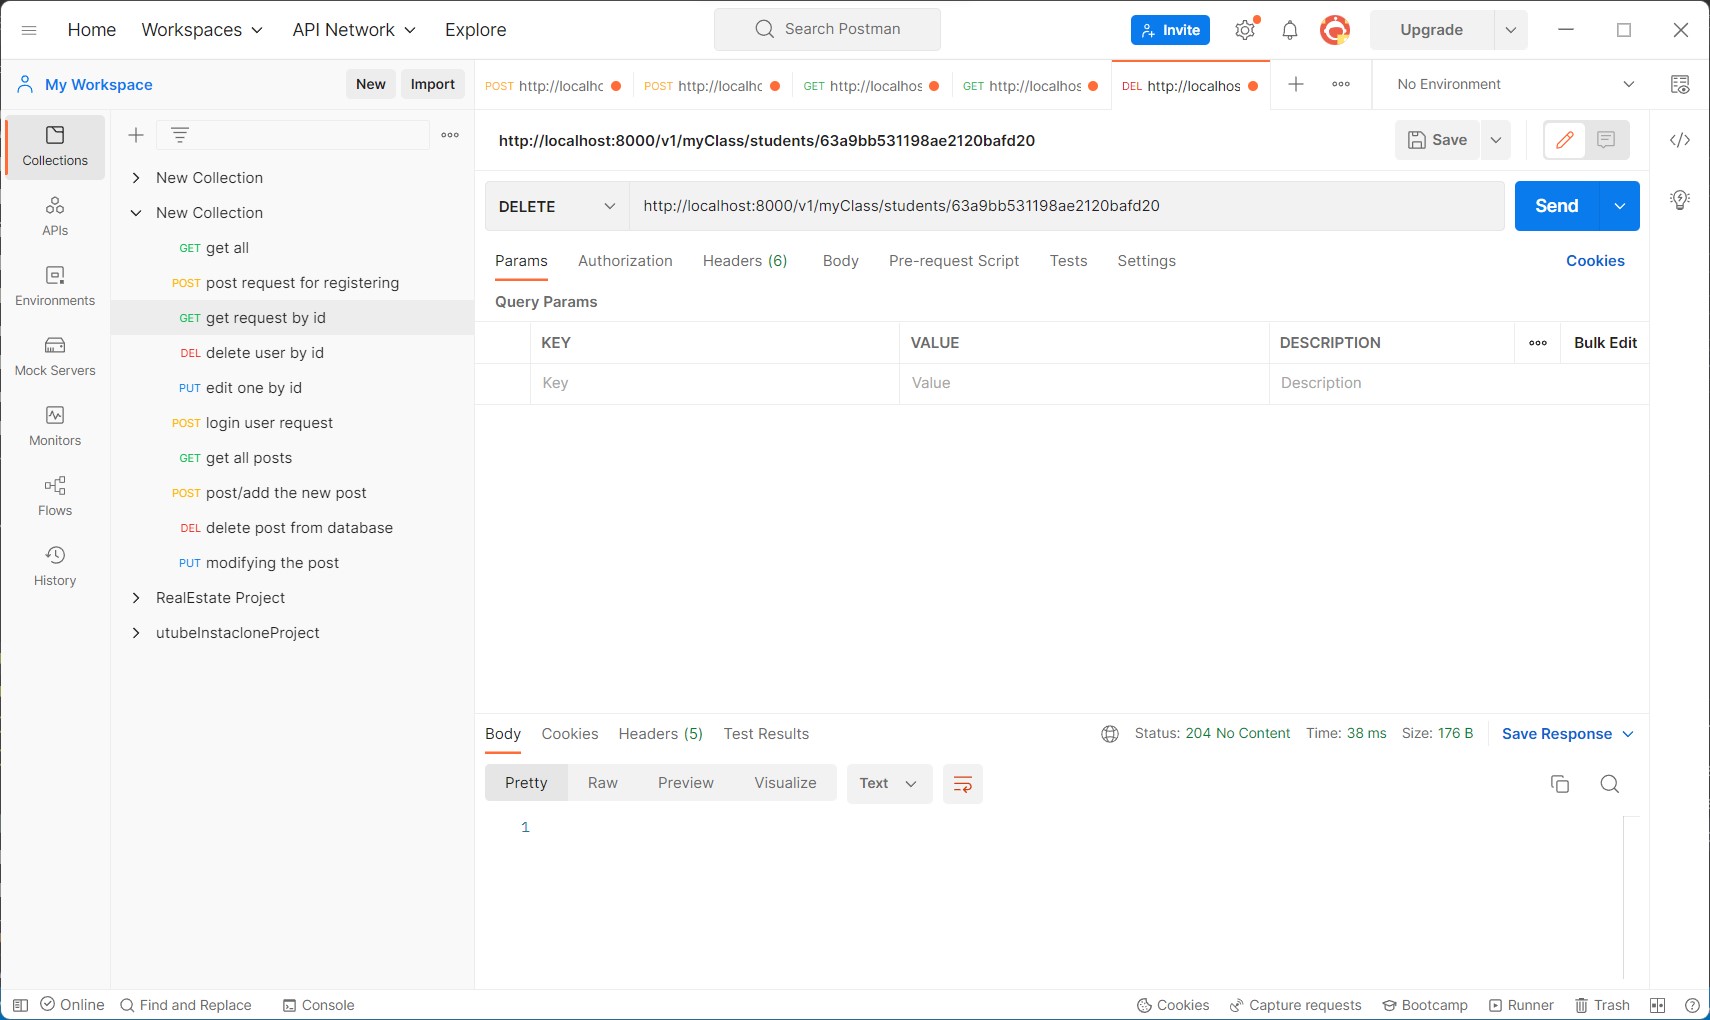 Home Workspaces API Network Explore Search Postman Invite Upgrade
My Workspace New Import
POST http://localhc POST http://localhc GET http://localhos GET http://localhos DEL http://localhos No Environment
Collections
APIs
Environments
Mock Servers
Monitors
Flows
History
New Collection
New Collection
GET get all
POST post request for registering
GET get request by id
DEL delete user by id
PUT edit one by id
POST login user request
GET get all posts
POST post/add the new post
DEL delete post from database
PUT modifying the post
RealEstate Project
utubeInstacloneProject
http://localhost:8000/v1/myClass/students/63a9bb531198ae2120bafd20 Save
DELETE http://localhost:8000/v1/myClass/students/63a9bb531198ae2120bafd20 Send
Params Authorization Headers (6) Body Pre-request Script Tests Settings Cookies
Query Params
KEY VALUE DESCRIPTION Bulk Edit
Key Value Description
Body Cookies Headers (5) Test Results Status: 204 No Content Time: 38 ms Size: 176 B Save Response
Pretty Raw Preview Visualize Text
1
Online Find and Replace Console Cookies Capture requests Bootcamp Runner Trash